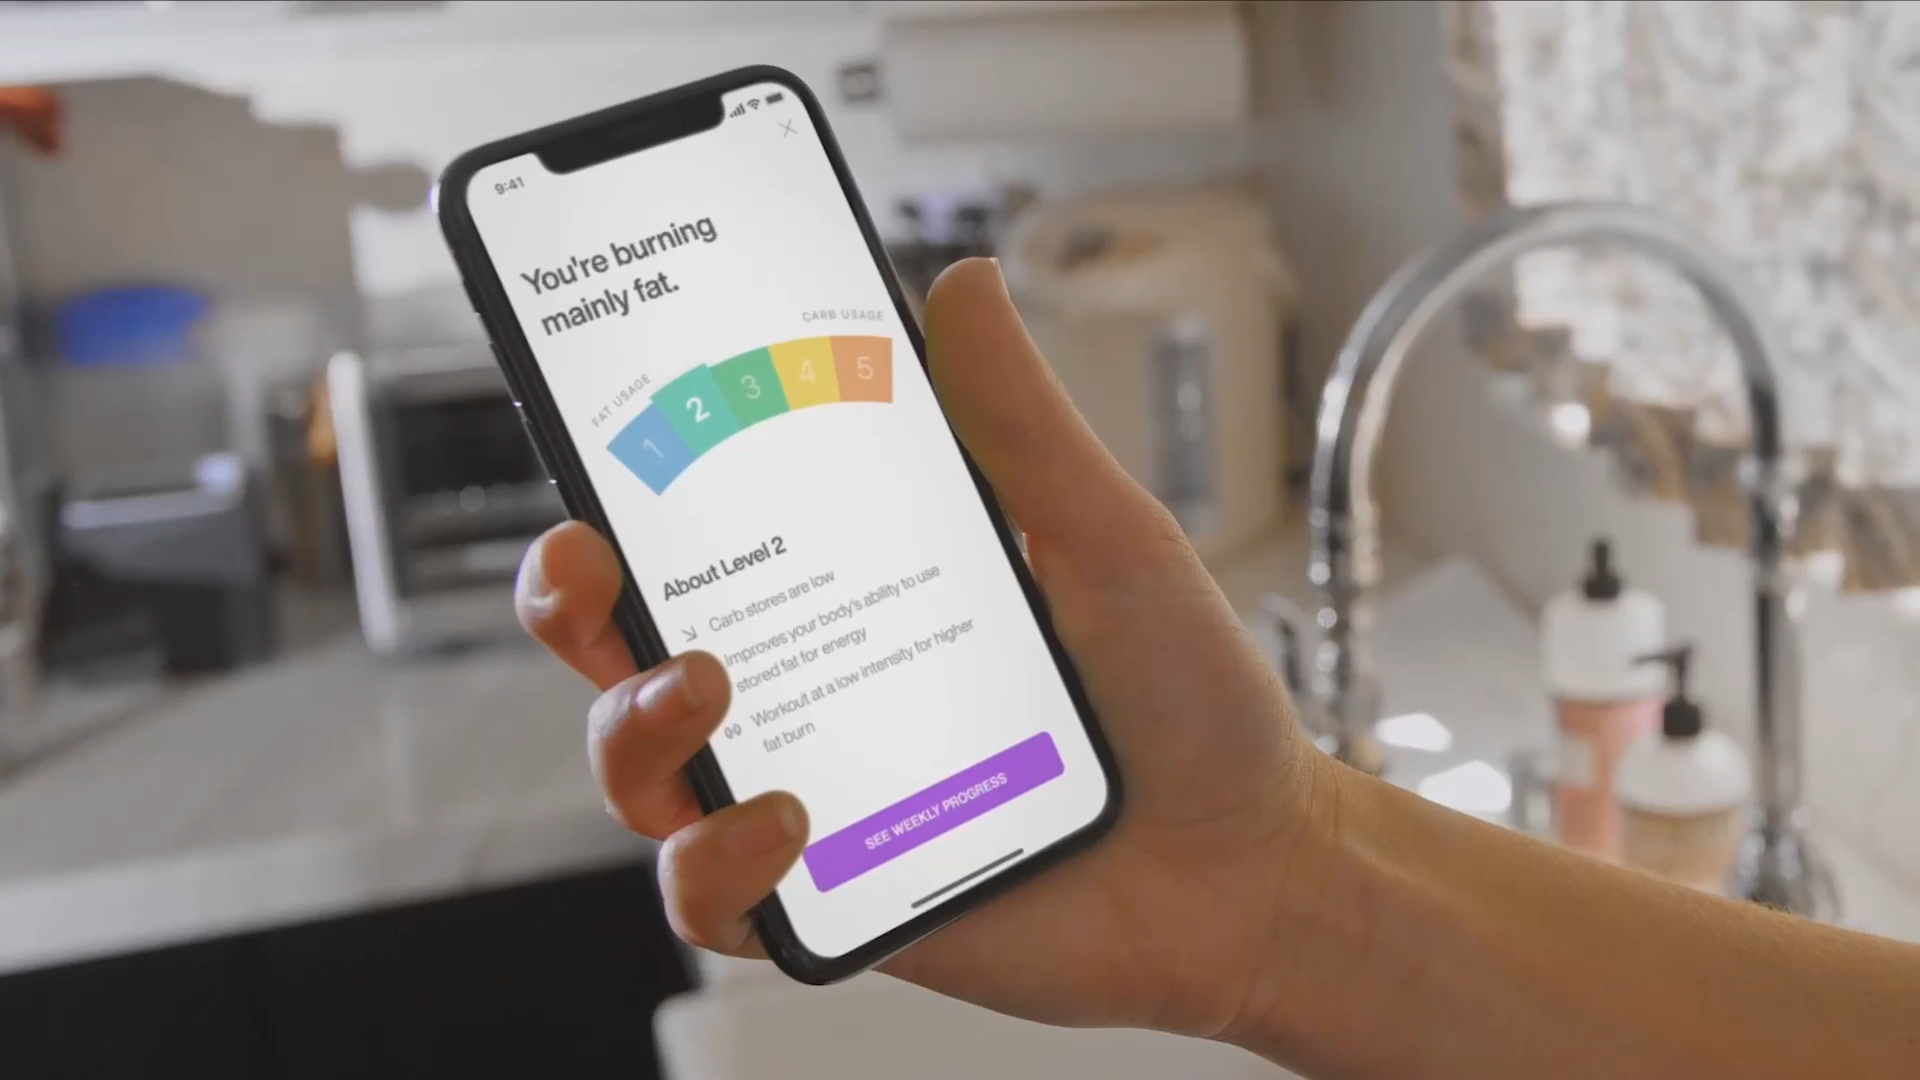 9:41
You're burning
mainly fat.
FAT USAGE
CARB USAGE
1 2 3 4 5
About Level 2
Carb stores are low
Improves your body's ability to use
stored fat for energy
Workout at a low intensity for higher
fat burn
SEE WEEKLY PROGRESS